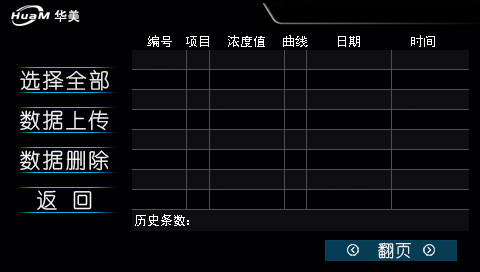 HuaM 华美
编号 项目 浓度值 曲线 日期 时间
选择全部
数据上传
数据删除
返 回
历史条数:
翻页